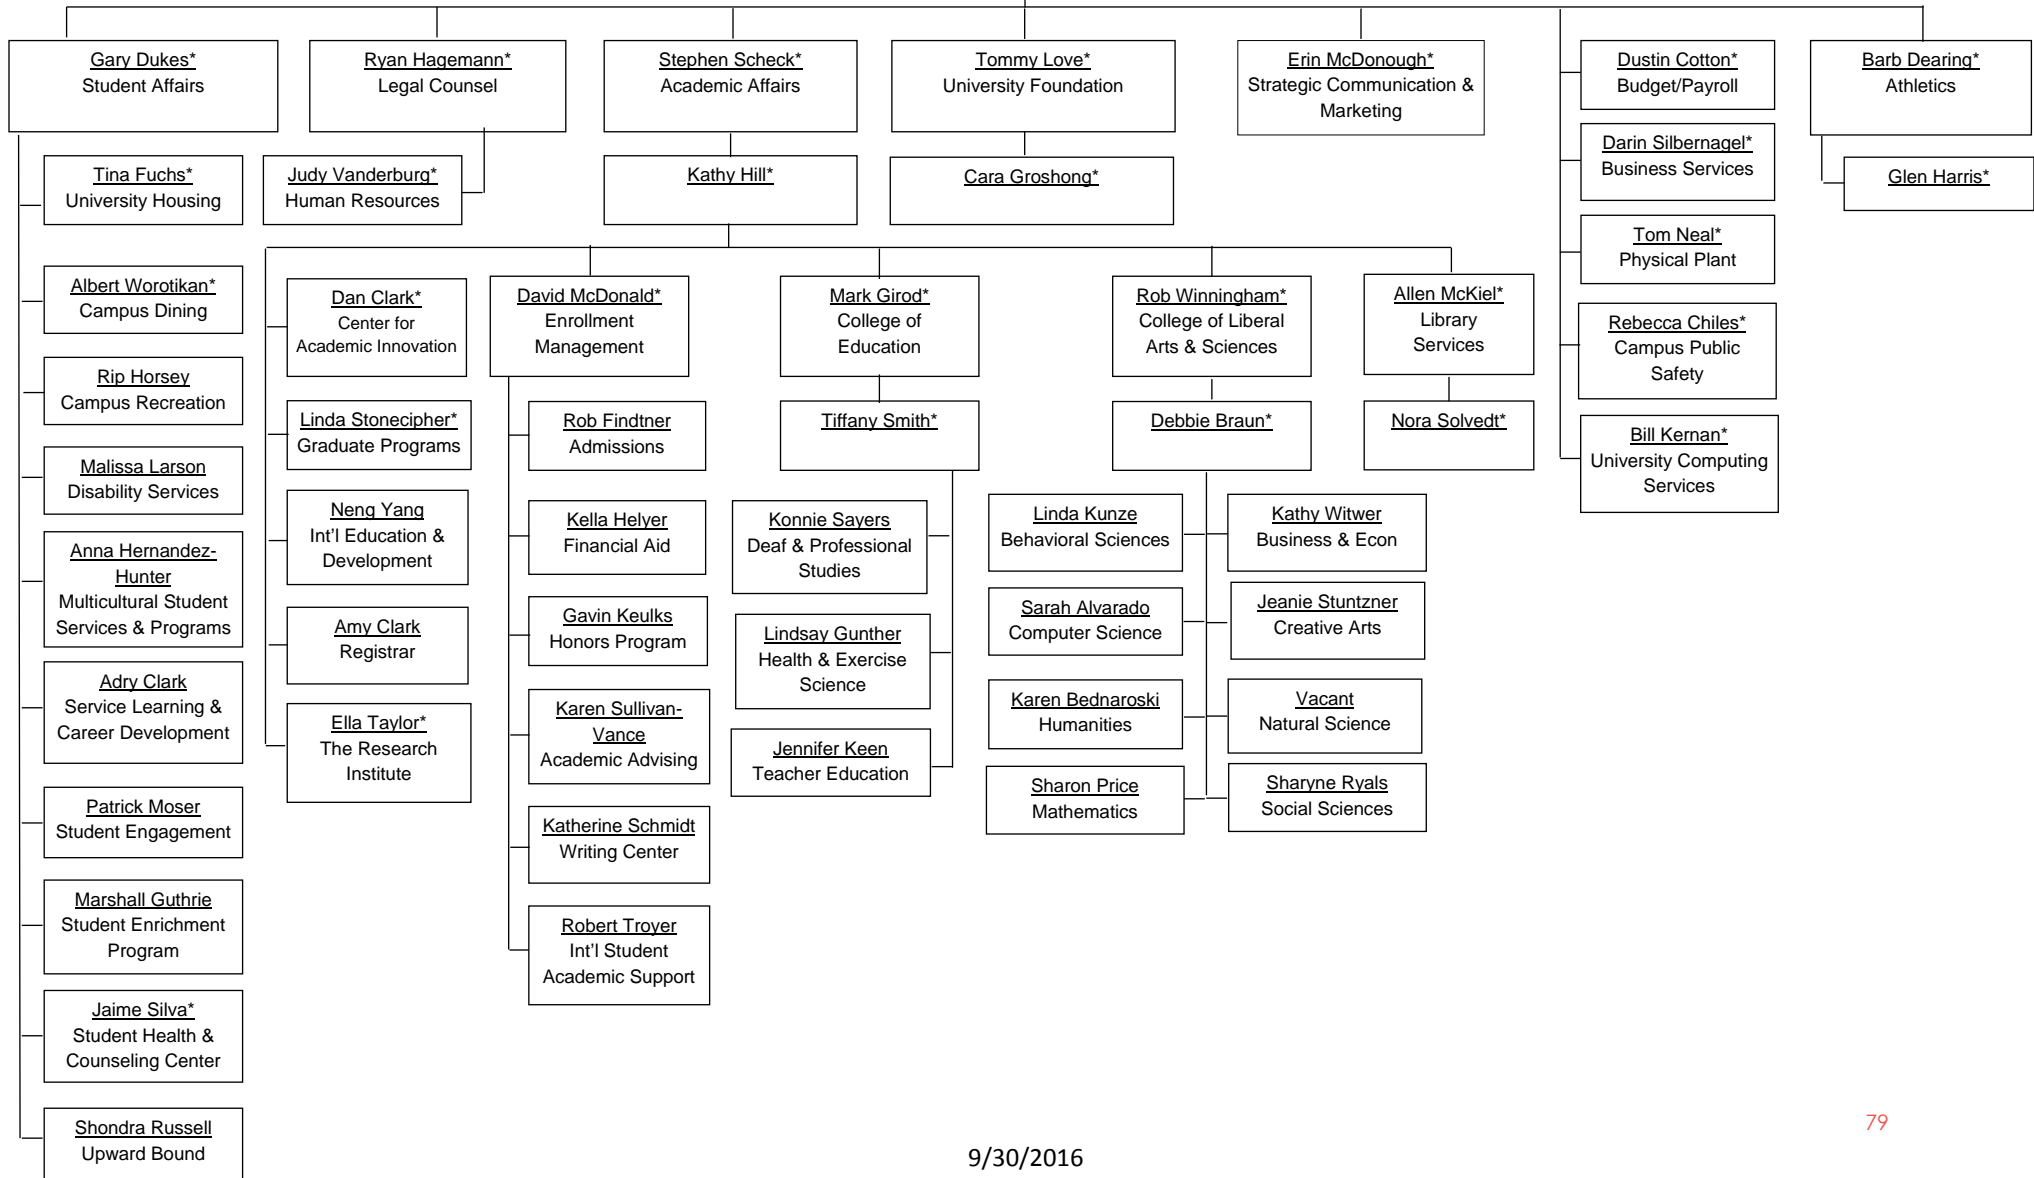 Gary Dukes*
Student Affairs
Ryan Hagemann*
Legal Counsel
Stephen Scheck*
Academic Affairs
Tommy Love*
University Foundation
Erin McDonough*
Strategic Communication &
Marketing
Dustin Cotton*
Budget/Payroll
Barb Dearing*
Athletics
Darin Silbernagel*
Business Services
Tina Fuchs*
University Housing
Judy Vanderburg*
Human Resources
Kathy Hill*
Cara Groshong*
Glen Harris*
Tom Neal*
Physical Plant
Albert Worotikan*
Campus Dining
Dan Clark*
Center for
Academic Innovation
David McDonald*
Enrollment
Management
Mark Girod*
College of
Education
Rob Winningham*
College of Liberal
Arts & Sciences
Allen McKiel*
Library
Services
Rebecca Chiles*
Campus Public
Safety
Rip Horsey
Campus Recreation
Linda Stonecipher*
Graduate Programs
Rob Findtner
Admissions
Tiffany Smith*
Debbie Braun*
Nora Solvedt*
Bill Kernan*
University Computing
Services
Malissa Larson
Disability Services
Neng Yang
Int’l Education &
Development
Kella Helyer
Financial Aid
Konnie Sayers
Deaf & Professional
Studies
Linda Kunze
Behavioral Sciences
Kathy Witwer
Business & Econ
Anna Hernandez-
Hunter
Multicultural Student
Services & Programs
Amy Clark
Registrar
Gavin Keulks
Honors Program
Lindsay Gunther
Health & Exercise
Science
Sarah Alvarado
Computer Science
Jeanie Stuntzner
Creative Arts
Adry Clark
Service Learning &
Career Development
Ella Taylor*
The Research
Institute
Karen Sullivan-
Vance
Academic Advising
Jennifer Keen
Teacher Education
Karen Bednaroski
Humanities
Vacant
Natural Science
Patrick Moser
Student Engagement
Katherine Schmidt
Writing Center
Sharon Price
Mathematics
Sharyne Ryals
Social Sciences
Marshall Guthrie
Student Enrichment
Program
Robert Troyer
Int’l Student
Academic Support
Jaime Silva*
Student Health &
Counseling Center
Shondra Russell
Upward Bound
79
9/30/2016